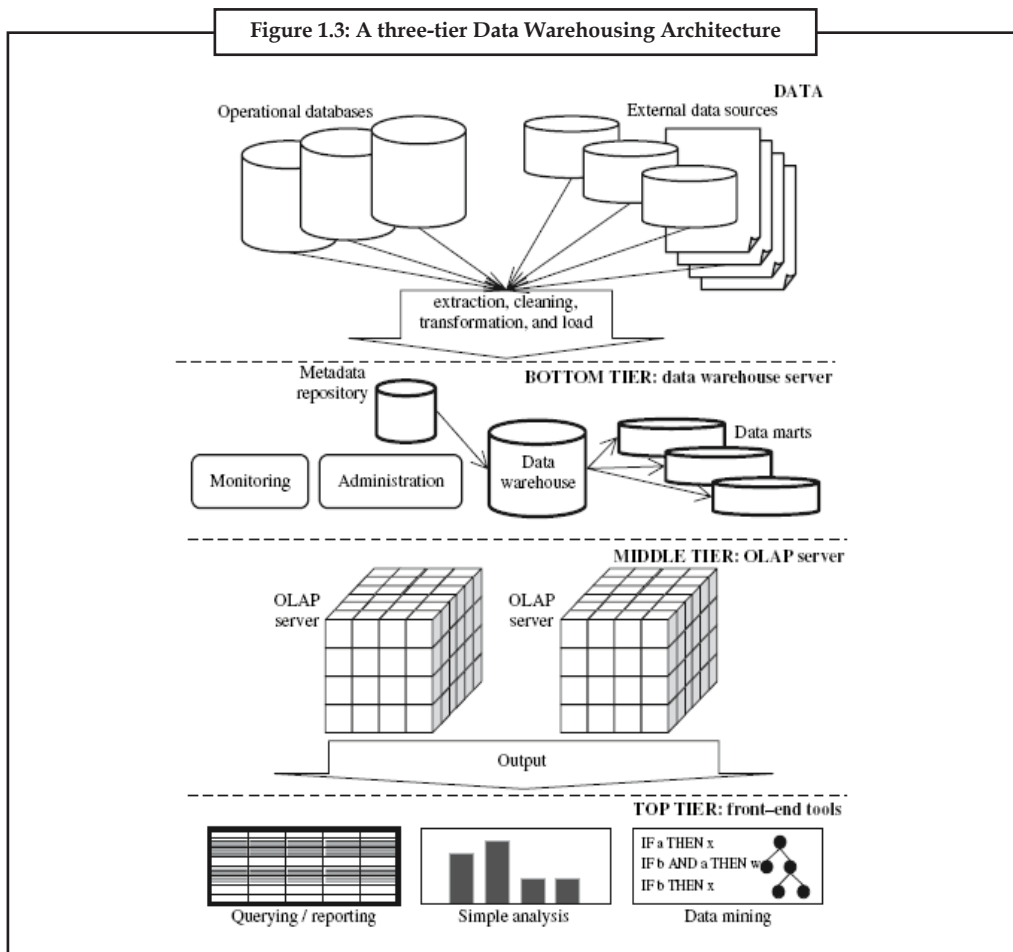 Figure 1.3: A three-tier Data Warehousing Architecture
DATA
Operational databases
External data sources
extraction, cleaning,
transformation, and load
BOTTOM TIER: data warehouse server
Metadata
repository
Data marts
Data
warehouse
Monitoring
Administration
MIDDLE TIER: OLAP server
OLAP
server
OLAP
server
Output
TOP TIER: front–end tools
IF a THEN x
IF b AND a THEN w
IF b THEN x
Querying / reporting
Simple analysis
Data mining